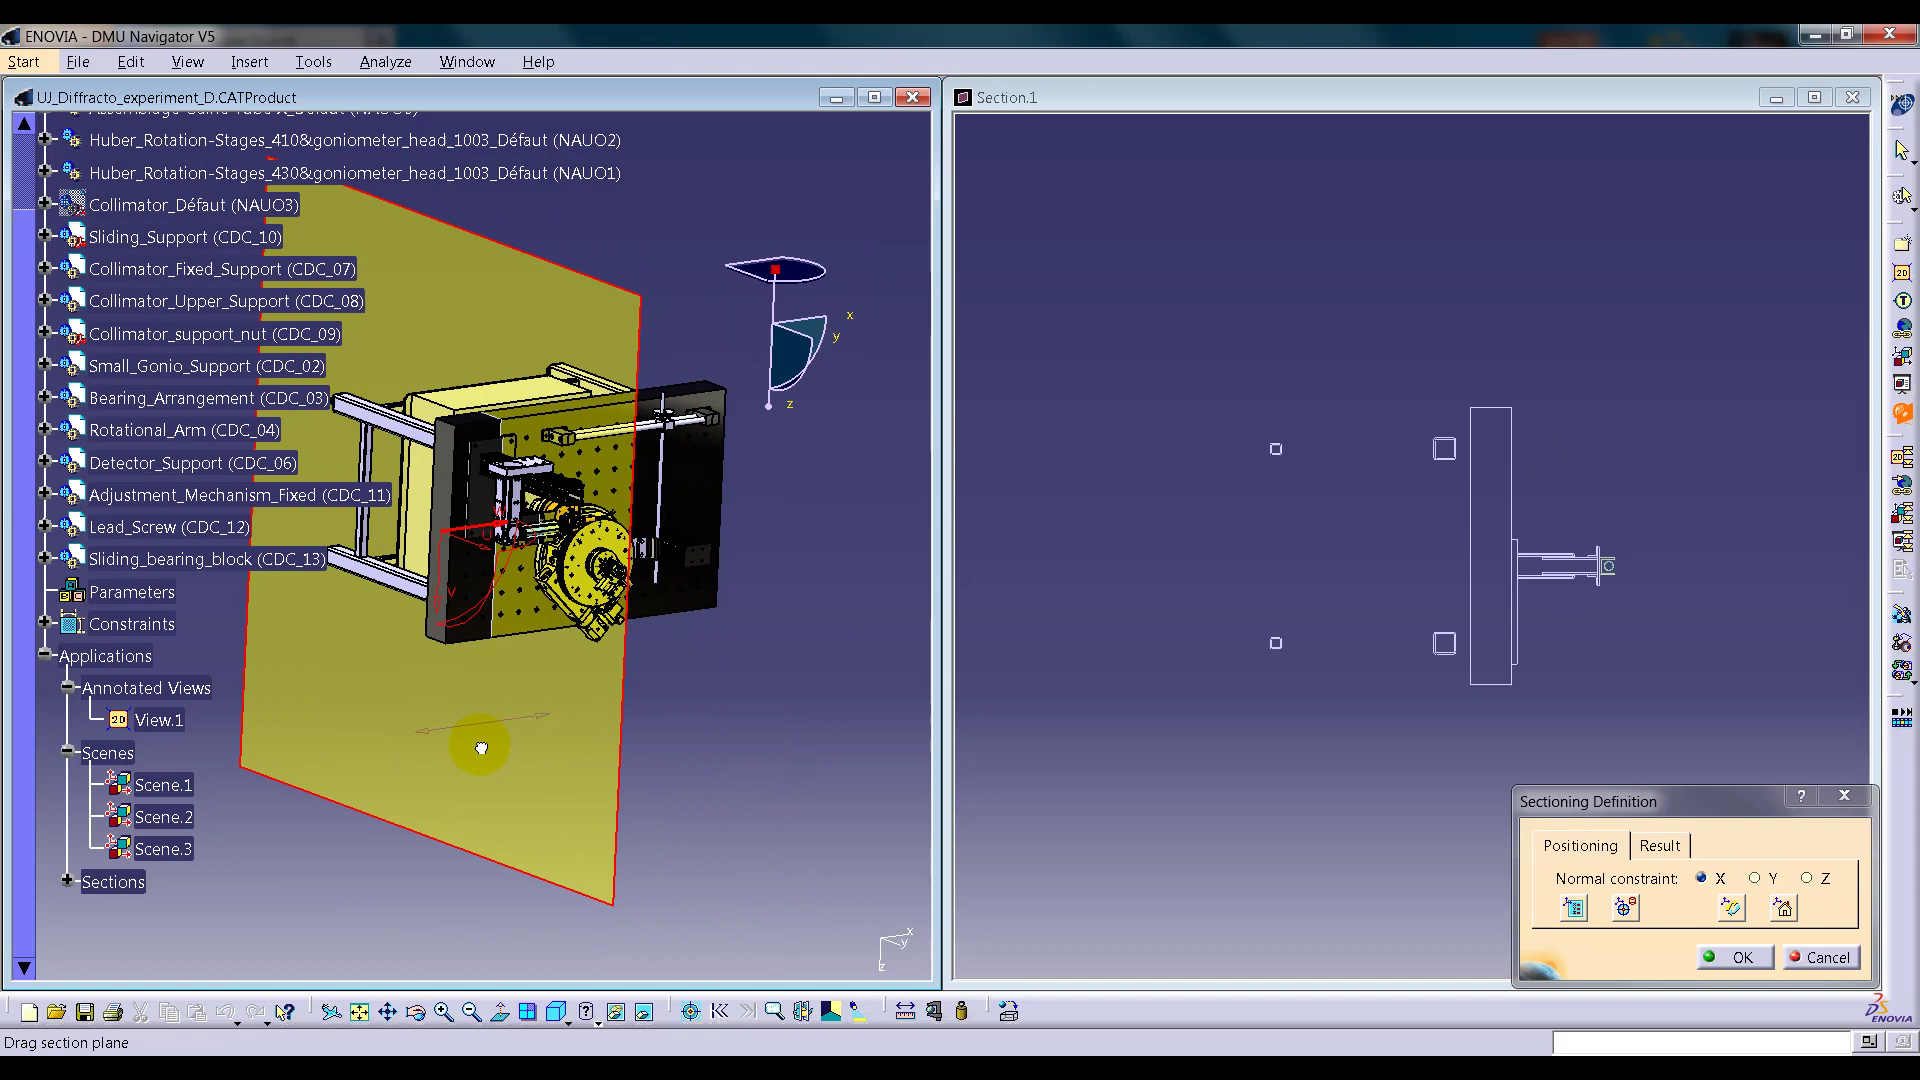 ENOVIA - DMU Navigator V5
Start File Edit View Insert Tools Analyze Window Help
UJ_Diffracto_experiment_D.CATProduct
Section.1
Huber_Rotation-Stages_410&goniometer_head_1003_Défaut (NAUO2)
Huber_Rotation-Stages_430&goniometer_head_1003_Défaut (NAUO1)
Collimator_Défaut (NAUO3)
Sliding_Support (CDC_10)
Collimator_Fixed_Support (CDC_07)
Collimator_Upper_Support (CDC_08)
Collimator_support_nut (CDC_09)
Small_Gonio_Support (CDC_02)
Bearing_Arrangement (CDC_03)
Rotational_Arm (CDC_04)
Detector_Support (CDC_06)
Adjustment_Mechanism_Fixed (CDC_11)
Lead_Screw (CDC_12)
Sliding_bearing_block (CDC_13)
Parameters
Constraints
Applications
Annotated Views
2D View.1
Scenes
Scene.1
Scene.2
Scene.3
Sections
x
y
z
U
V
x
y
z
Sectioning Definition
Positioning Result
Normal constraint: X Y Z
OK Cancel
ENOVIA
Drag section plane